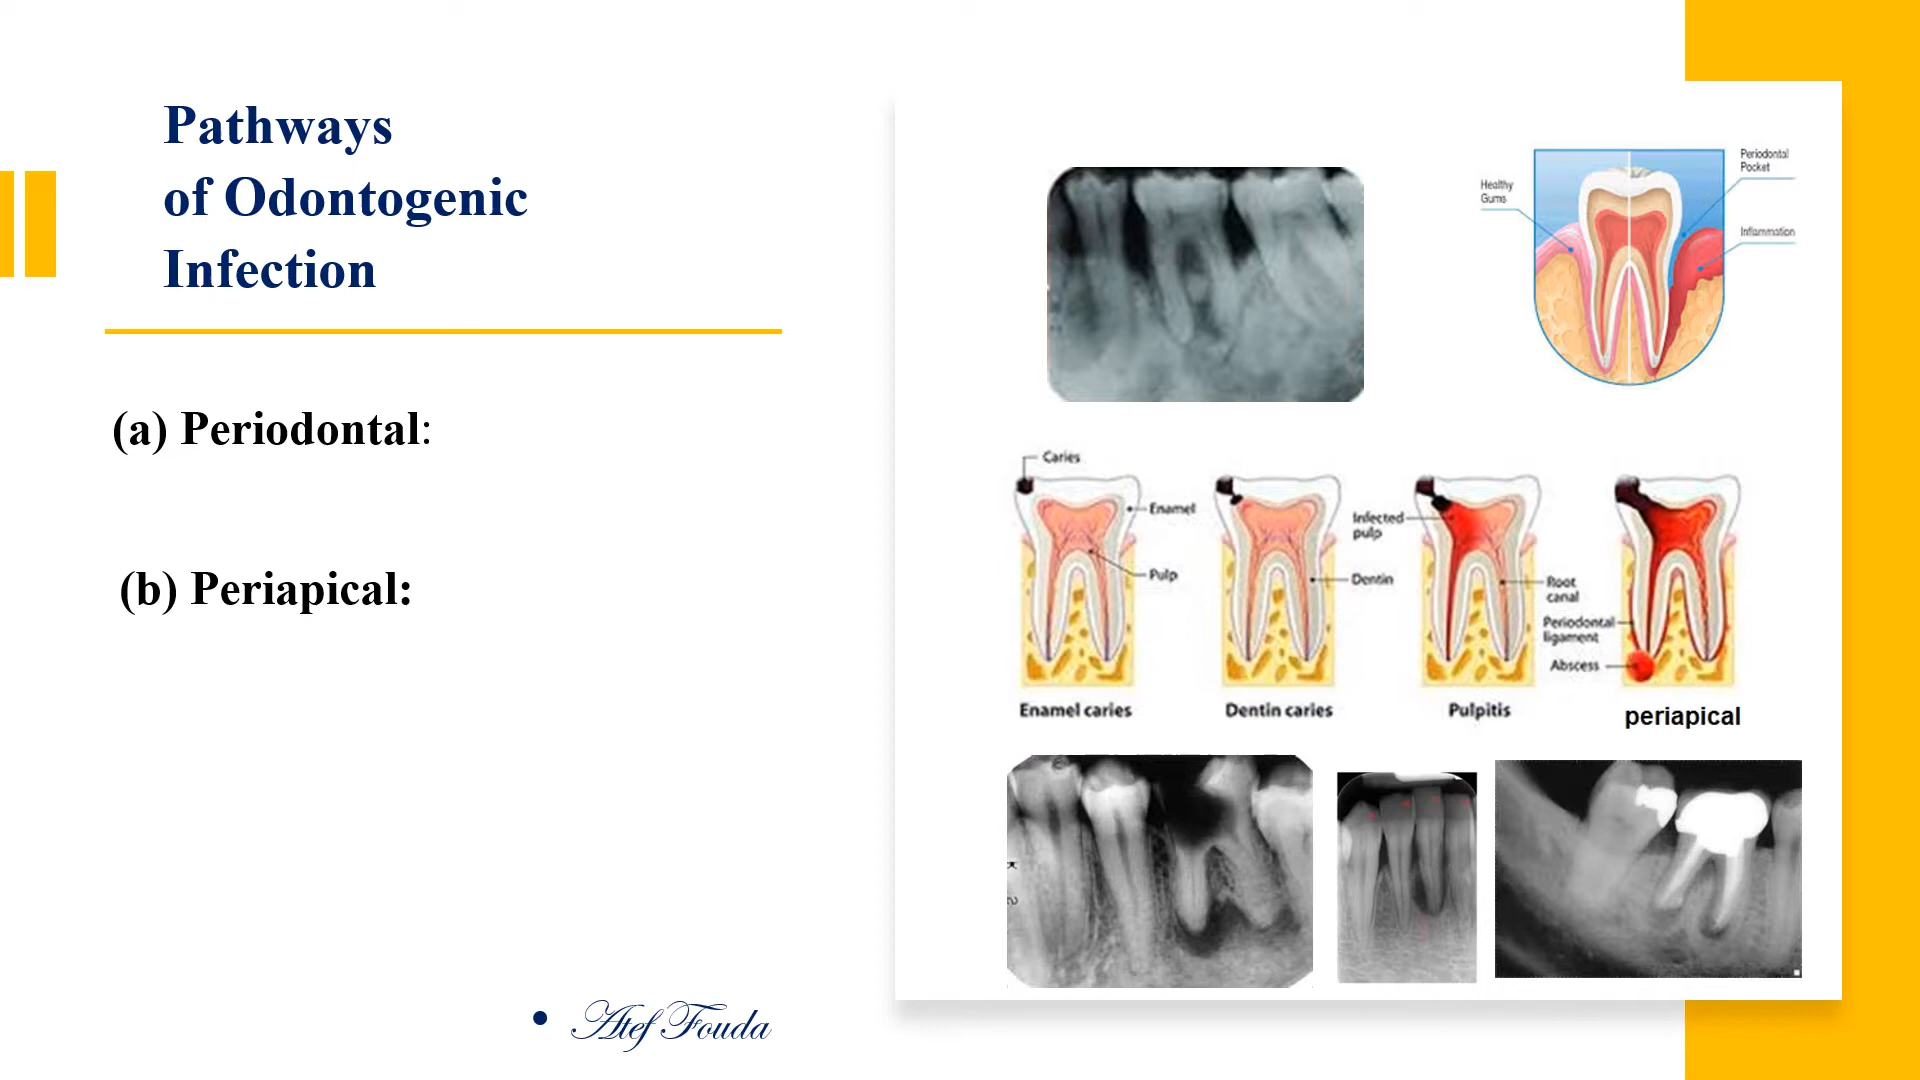 Pathways
of Odontogenic
Infection
(a) Periodontal:
(b) Periapical:
• Atef Fouda
Healthy
Gums
Periodontal
Pocket
Inflammation
Caries
Enamel
Pulp
Dentin
Infected
pulp
Root
canal
Periodontal
ligament
Abscess
Enamel caries
Dentin caries
Pulpitis
periapical